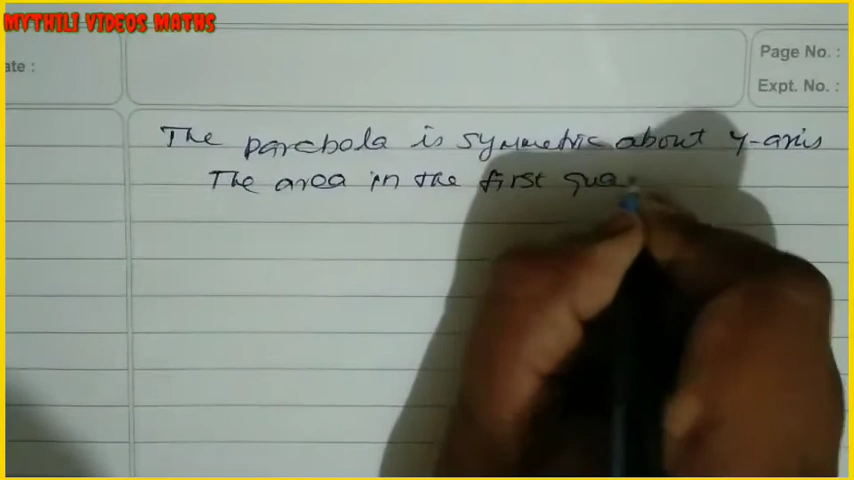 MYTHILI VIDEOS MATHS
Page No. :
ate :
Expt. No. :
The parabola is symmetric about y-axis
The area in the first qua